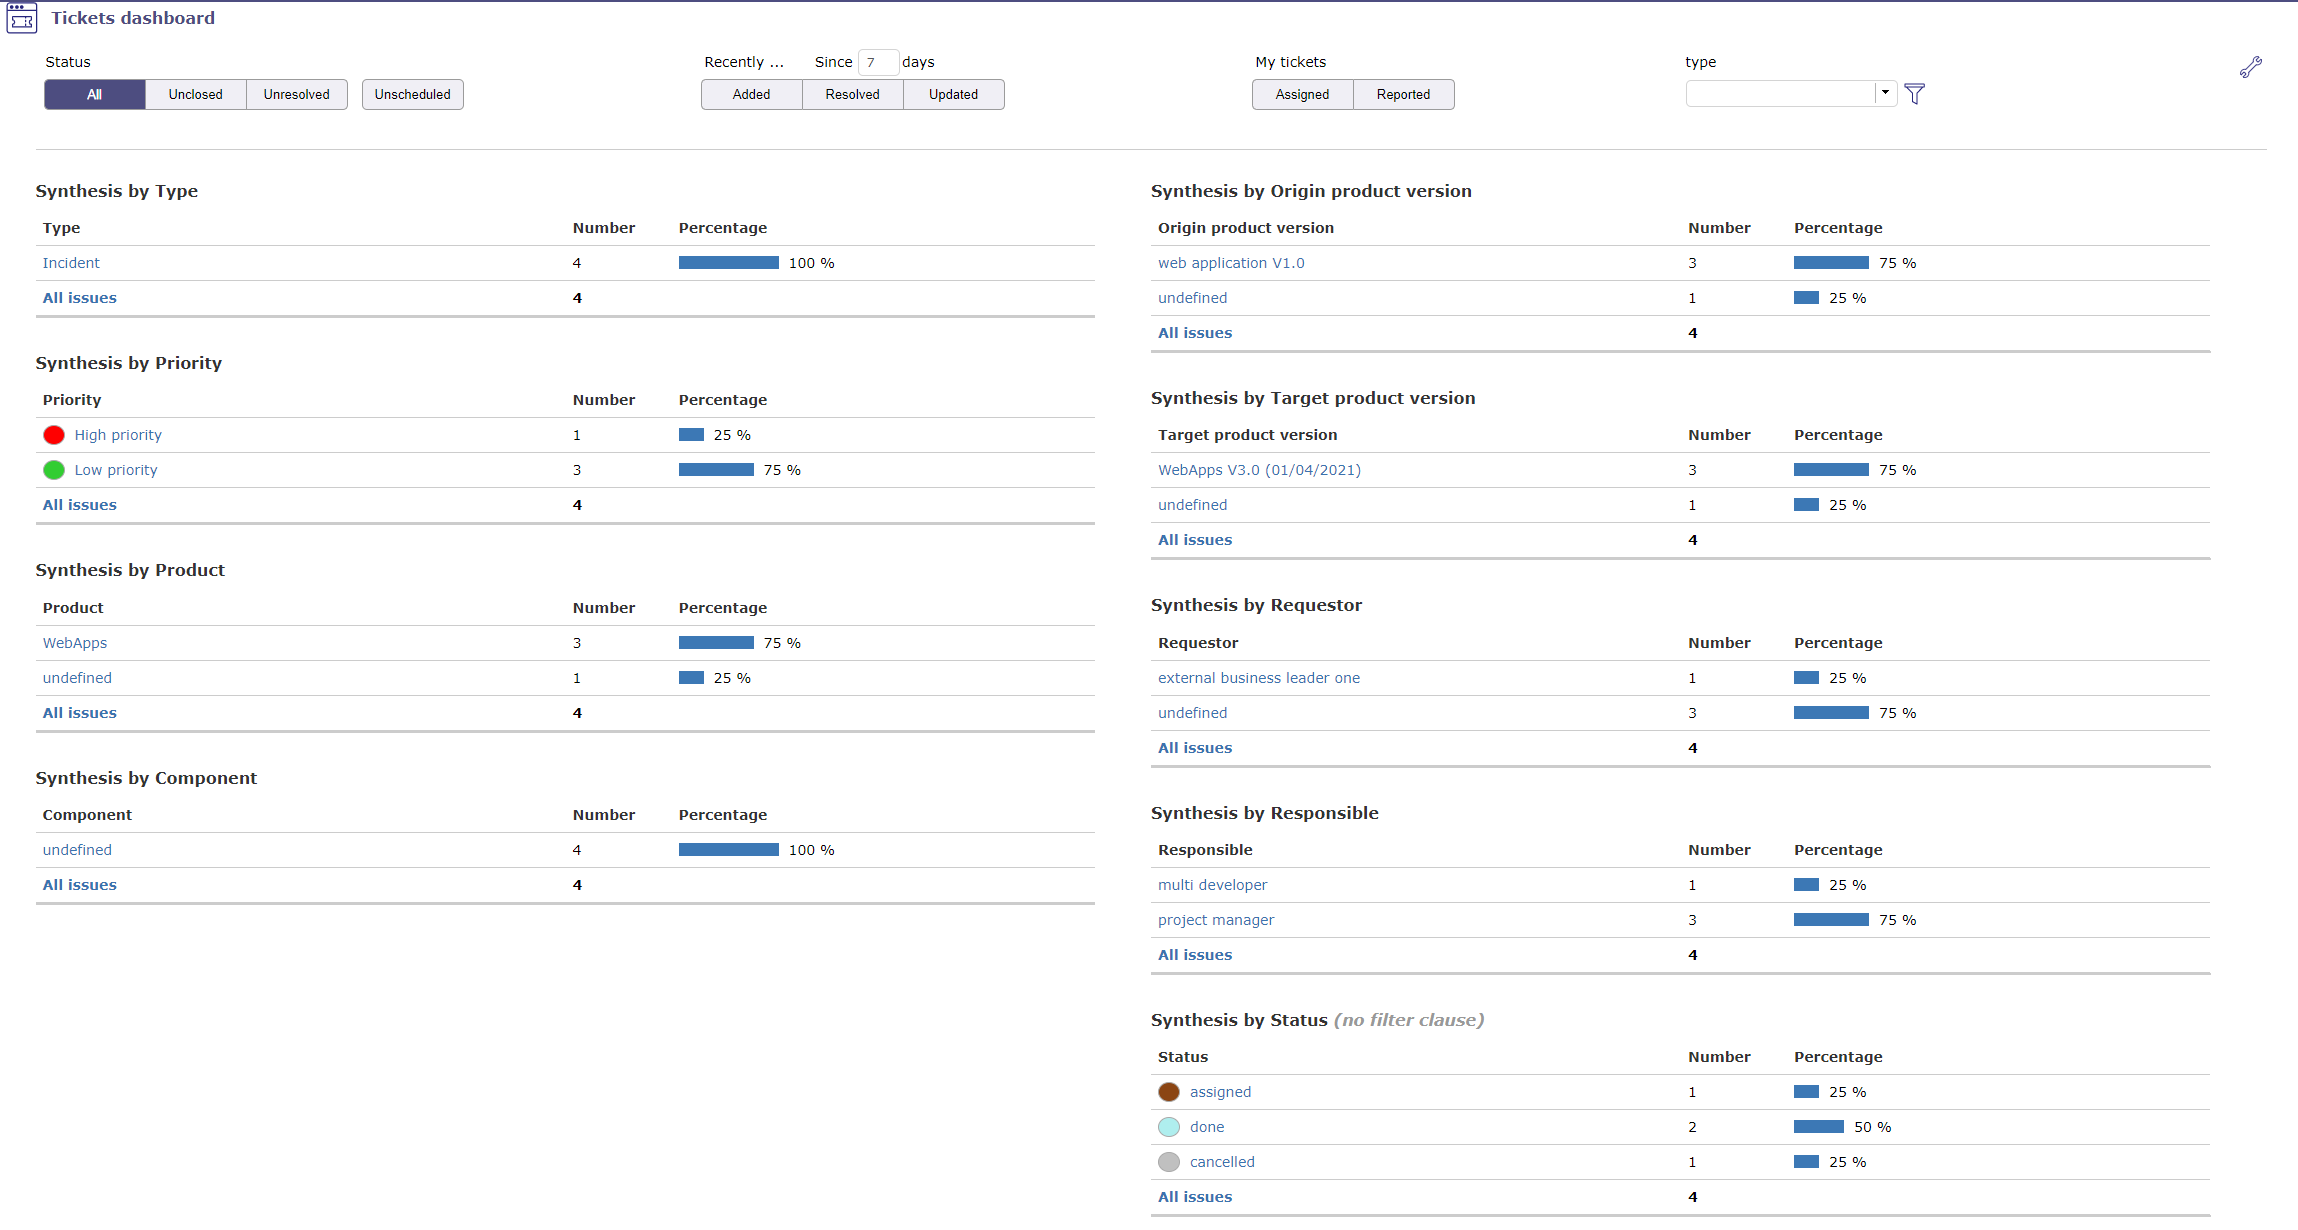 Tickets dashboard
Status
All Unclosed Unresolved Unscheduled
Recently ... Since 7 days
Added Resolved Updated
My tickets
Assigned Reported
type
Synthesis by Type
Type Number Percentage
Incident 4 100 %
All issues 4
Synthesis by Priority
Priority Number Percentage
High priority 1 25 %
Low priority 3 75 %
All issues 4
Synthesis by Product
Product Number Percentage
WebApps 3 75 %
undefined 1 25 %
All issues 4
Synthesis by Component
Component Number Percentage
undefined 4 100 %
All issues 4
Synthesis by Origin product version
Origin product version Number Percentage
web application V1.0 3 75 %
undefined 1 25 %
All issues 4
Synthesis by Target product version
Target product version Number Percentage
WebApps V3.0 (01/04/2021) 3 75 %
undefined 1 25 %
All issues 4
Synthesis by Requestor
Requestor Number Percentage
external business leader one 1 25 %
undefined 3 75 %
All issues 4
Synthesis by Responsible
Responsible Number Percentage
multi developer 1 25 %
project manager 3 75 %
All issues 4
Synthesis by Status (no filter clause)
Status Number Percentage
assigned 1 25 %
done 2 50 %
cancelled 1 25 %
All issues 4